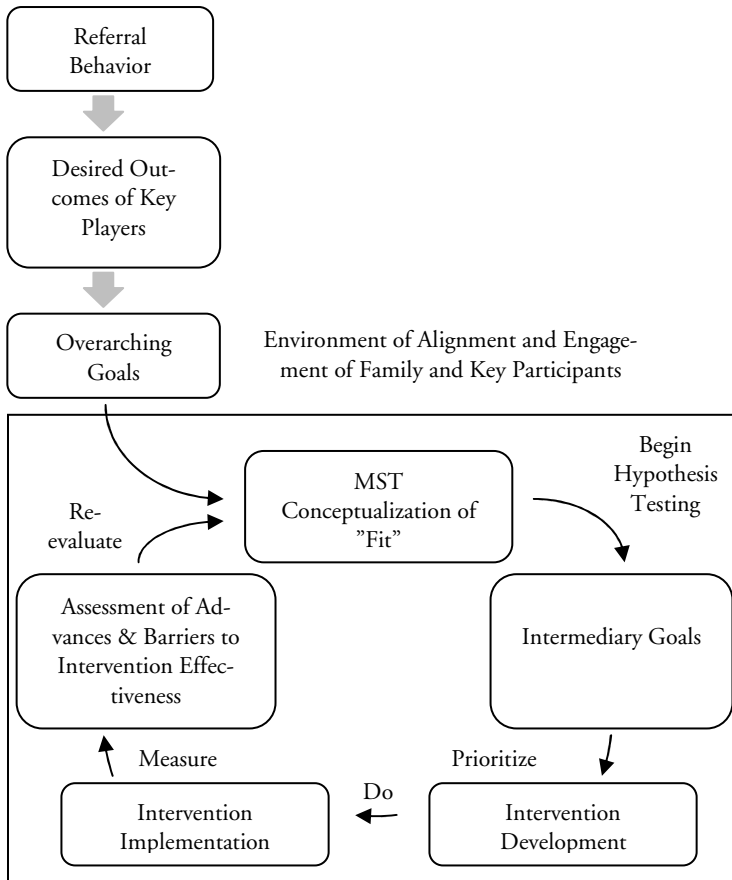 Referral
Behavior
Desired Out-
comes of Key
Players
Overarching
Goals
Environment of Alignment and Engage-
ment of Family and Key Participants
MST
Conceptualization of
”Fit”
Begin
Hypothesis
Testing
Re-
evaluate
Assessment of Ad-
vances & Barriers to
Intervention Effec-
tiveness
Intermediary Goals
Measure
Prioritize
Do
Intervention
Implementation
Intervention
Development